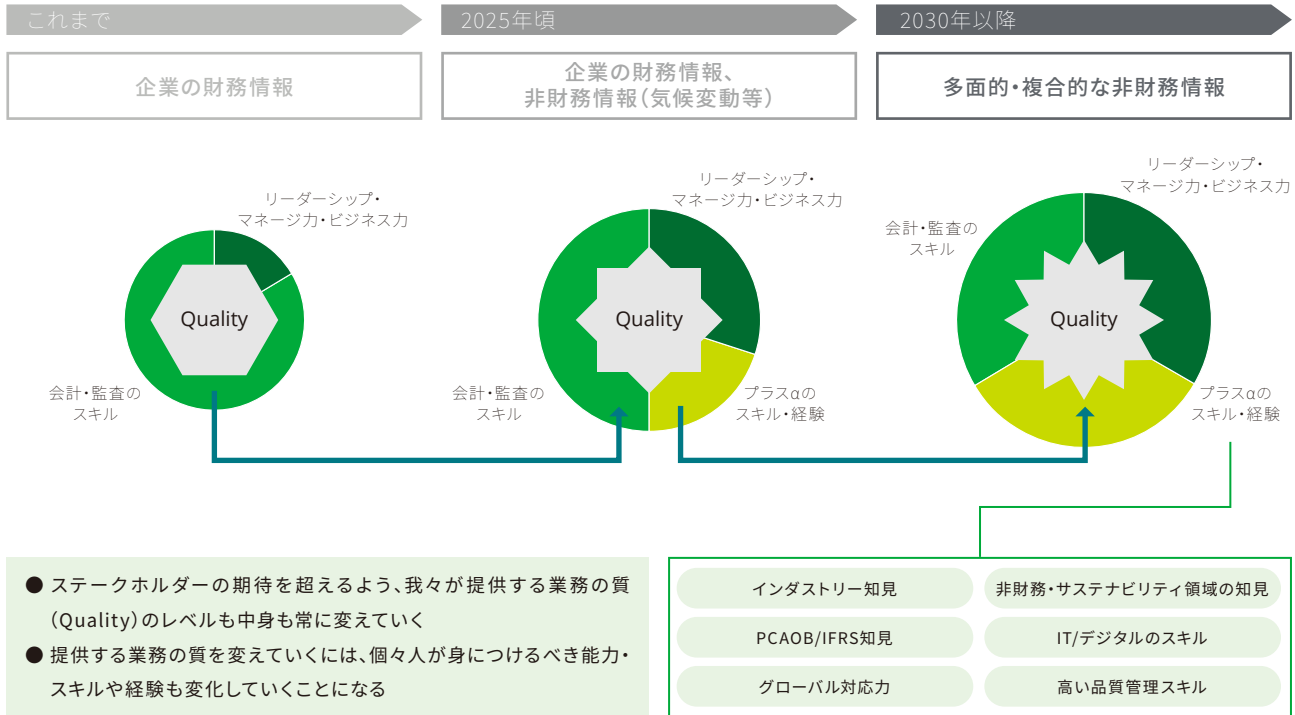 これまで
2025年頃
2030年以降
企業の財務情報
企業の財務情報、
非財務情報(気候変動等)
多面的・複合的な非財務情報
リーダーシップ・
マネージ力・ビジネス力
Quality
会計・監査の
スキル
リーダーシップ・
マネージ力・ビジネス力
Quality
会計・監査の
スキル
プラスαの
スキル・経験
リーダーシップ・
マネージ力・ビジネス力
会計・監査の
スキル
Quality
プラスαの
スキル・経験
● ステークホルダーの期待を超えるよう、我々が提供する業務の質
(Quality)のレベルも中身も常に変えていく
● 提供する業務の質を変えていくには、個々人が身につけるべき能力・
スキルや経験も変化していくことになる
インダストリー知見
非財務・サステナビリティ領域の知見
PCAOB/IFRS知見
IT/デジタルのスキル
グローバル対応力
高い品質管理スキル